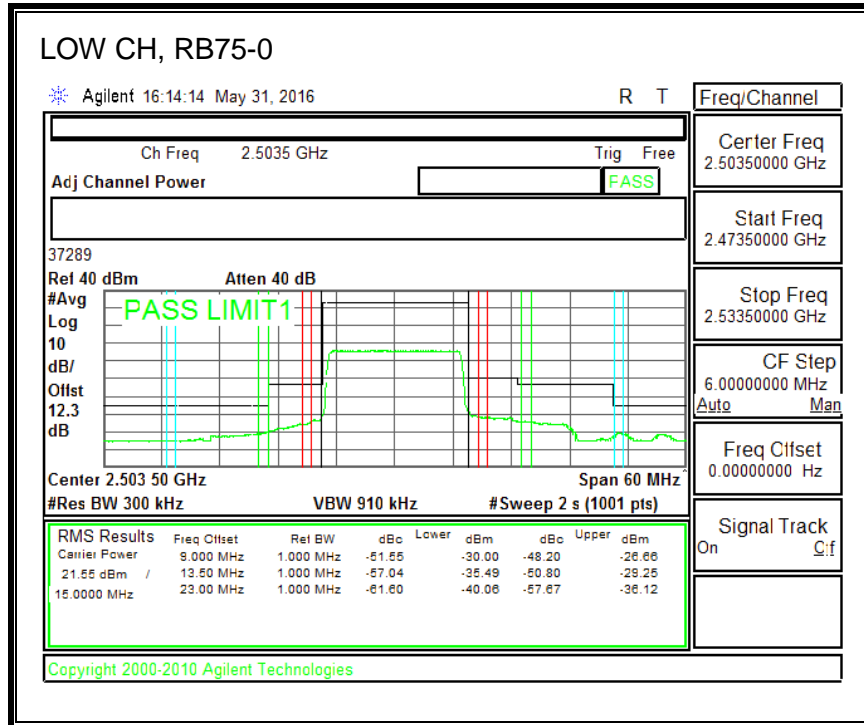 LOW CH, RB75-0
Agilent 16:14:14 May 31, 2016 R T
Freq/Channel
Ch Freq 2.5035 GHz Trig Free
Adj Channel Power PASS
Center Freq
2.50350000 GHz
Start Freq
2.47350000 GHz
37289
Ref 40 dBm Atten 40 dB
#Avg
Log
10
dB/
Offst
12.3
dB
PASS LIMIT1
Stop Freq
2.53350000 GHz
CF Step
6.00000000 MHz
Auto Man
Freq Offset
0.00000000 Hz
Center 2.503 50 GHz Span 60 MHz
#Res BW 300 kHz VBW 910 kHz #Sweep 2 s (1001 pts)
Signal Track
On Off
RMS Results Freq Offset Ref BW dBc Lower dBm dBc Upper dBm
Carrier Power 9.000 MHz 1.000 MHz -51.55 -30.00 -48.20 -26.66
21.55 dBm / 13.50 MHz 1.000 MHz -57.04 -35.49 -50.80 -29.25
15.0000 MHz 23.00 MHz 1.000 MHz -61.60 -40.06 -57.67 -36.12
Copyright 2000-2010 Agilent Technologies